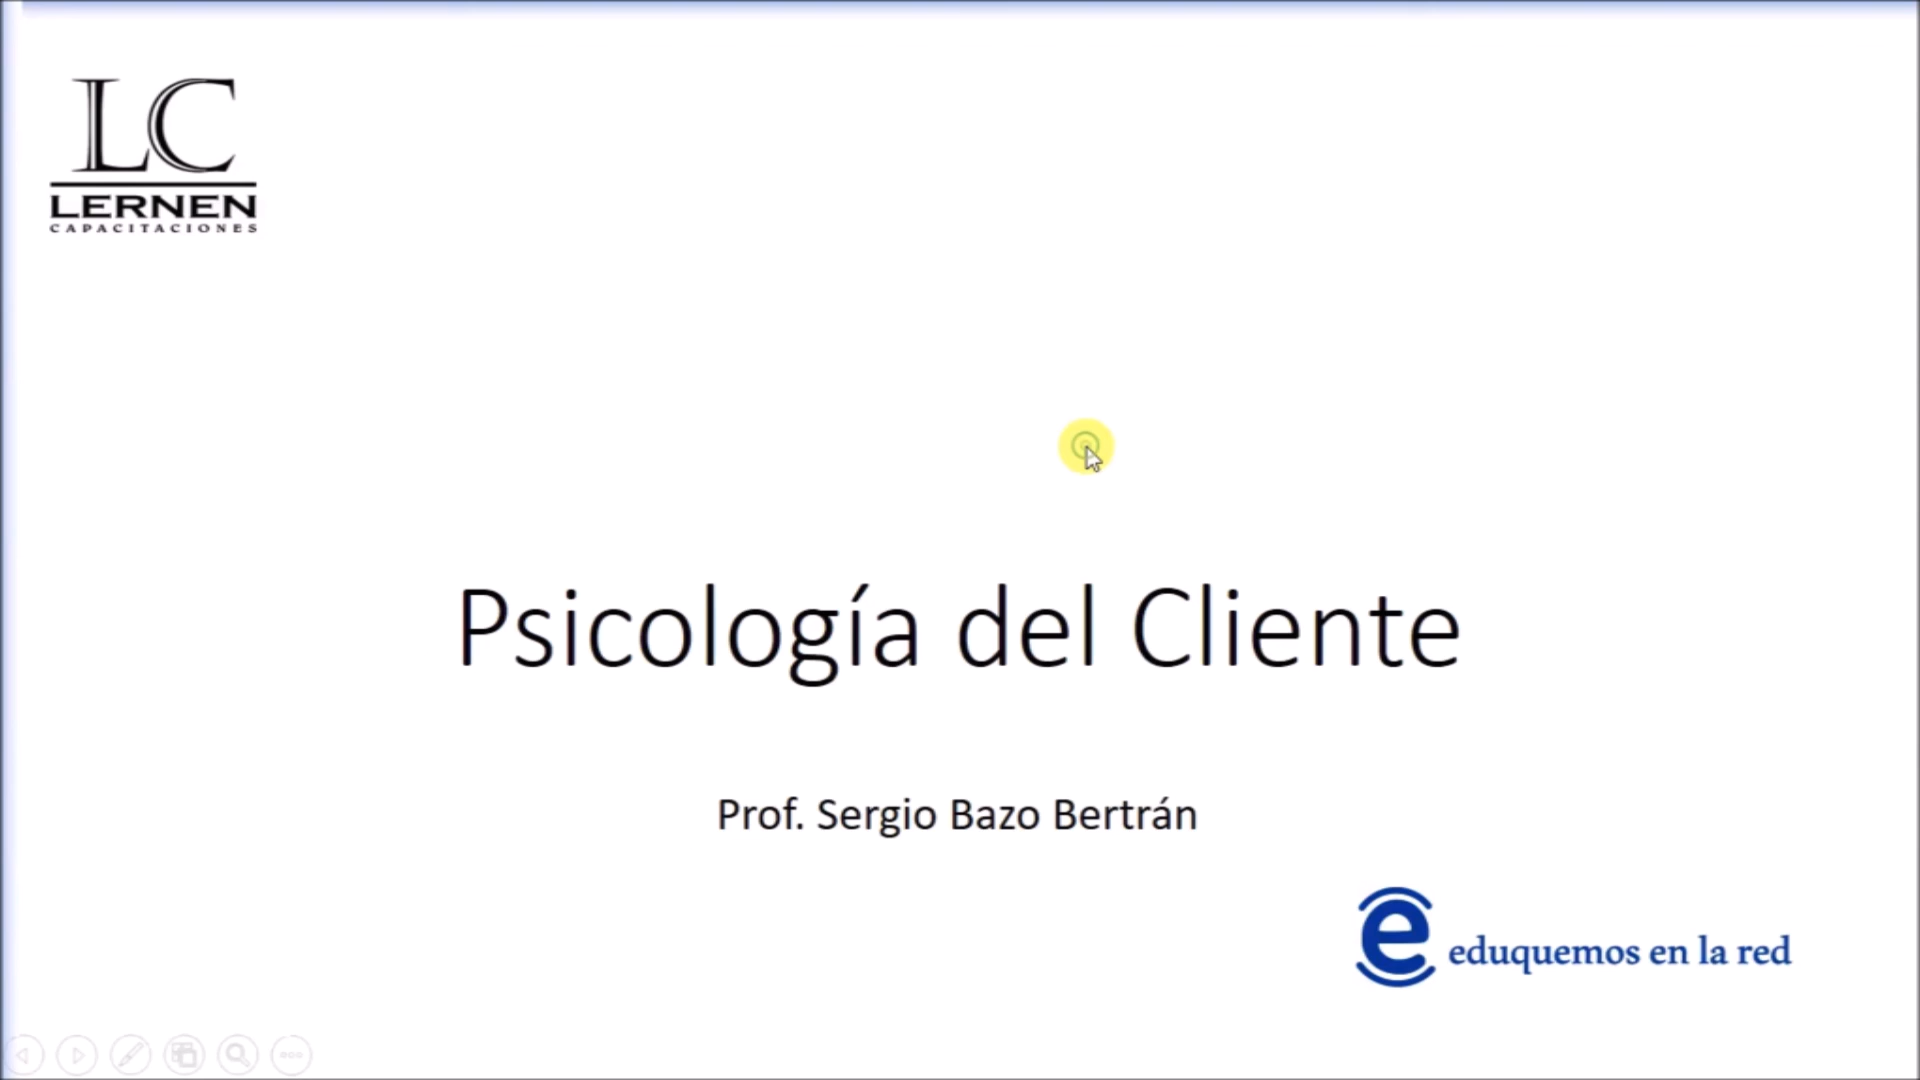 LC
LERNEN
CAPACITACIONES
Psicología del Cliente
Prof. Sergio Bazo Bertrán
e eduquemos en la red